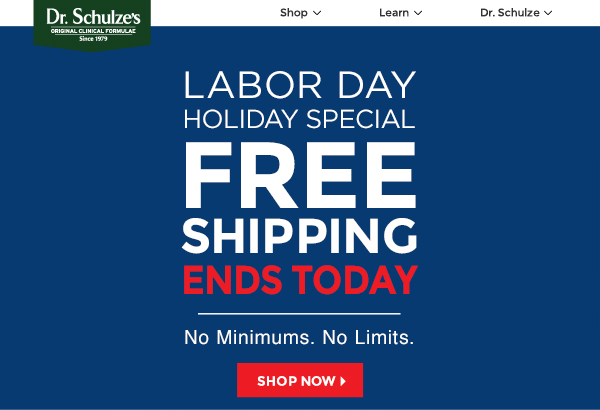 Dr. Schulze's
ORIGINAL CLINICAL FORMULAE
Since 1979
Shop
Learn
Dr. Schulze
LABOR DAY
HOLIDAY SPECIAL
FREE
SHIPPING
ENDS TODAY
No Minimums. No Limits.
SHOP NOW